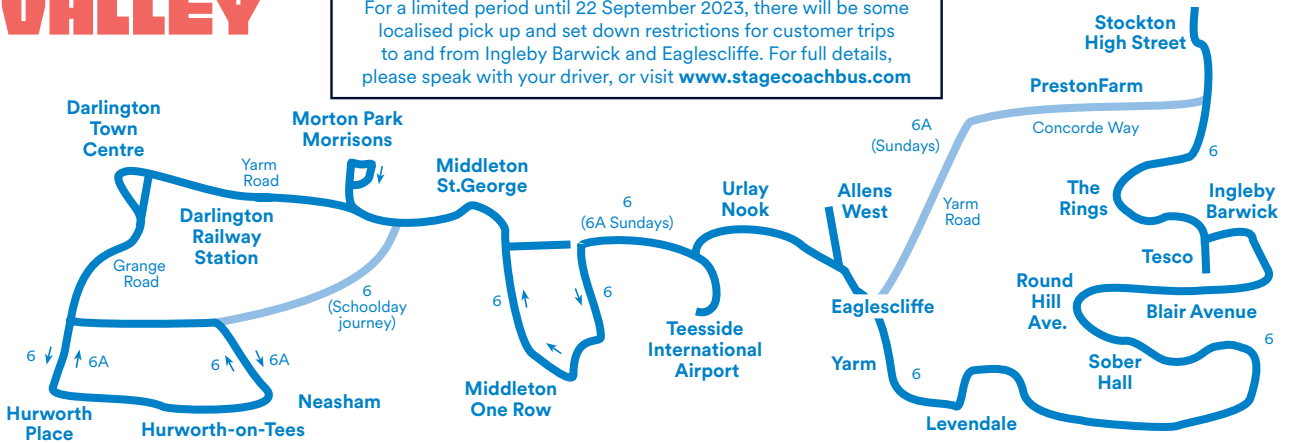 VALLEY
For a limited period until 22 September 2023, there will be some
localised pick up and set down restrictions for customer trips
to and from Ingleby Barwick and Eaglescliffe. For full details,
please speak with your driver, or visit www.stagecoachbus.com
Stockton
High Street
PrestonFarm
Concorde Way
6A
(Sundays)
6
Darlington
Town
Centre
Morton Park
Morrisons
Yarm
Road
Middleton
St.George
Darlington
Railway
Station
6
(6A Sundays)
Urlay
Nook
Allens
West
Yarm
Road
The
Rings
Ingleby
Barwick
Tesco
Grange
Road
6
(Schoolday
journey)
6
6
Round
Hill
Ave.
Blair Avenue
Eaglescliffe
Teesside
International
Airport
6
6A
6
6A
Yarm
6
Sober
Hall
6
Middleton
One Row
Neasham
Hurworth
Place
Hurworth-on-Tees
Levendale